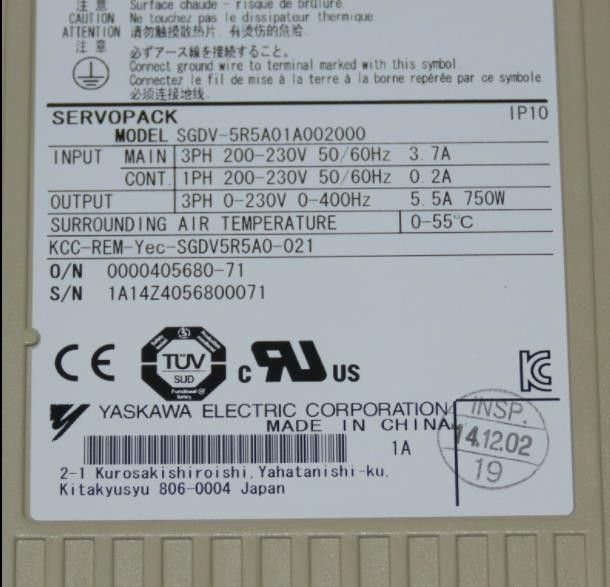 注意 Surface chaude - risque de brûlure.
CAUTION Ne touchez pas le dissipateur thermique.
ATTENTION 请勿触摸散热片, 有烫伤的危险.
注意 必ずアース線を接続すること。
Connect ground wire to terminal marked with this symbol.
Connectez le fil de mise à la terre à la borne repérée par ce symbole
必须连接地线.
SERVOPACK IP10
MODEL SGDV-5R5A01A002000
INPUT MAIN 3PH 200-230V 50/60Hz 3.7A
CONT. 1PH 200-230V 50/60Hz 0.2A
OUTPUT 3PH 0-230V 0-400Hz 5.5A 750W
SURROUNDING AIR TEMPERATURE 0-55℃
KCC-REM-Yec-SGDV5R5A0-021
O/N 0000405680-71
S/N 1A14Z4056800071
CE TÜV SUD Functional Safety c RU US KC
YASKAWA ELECTRIC CORPORATION
MADE IN CHINA
1A
INSP.
14.12.02
19
2-1 Kurosakishiroishi, Yahatanishi-ku,
Kitakyusyu 806-0004 Japan